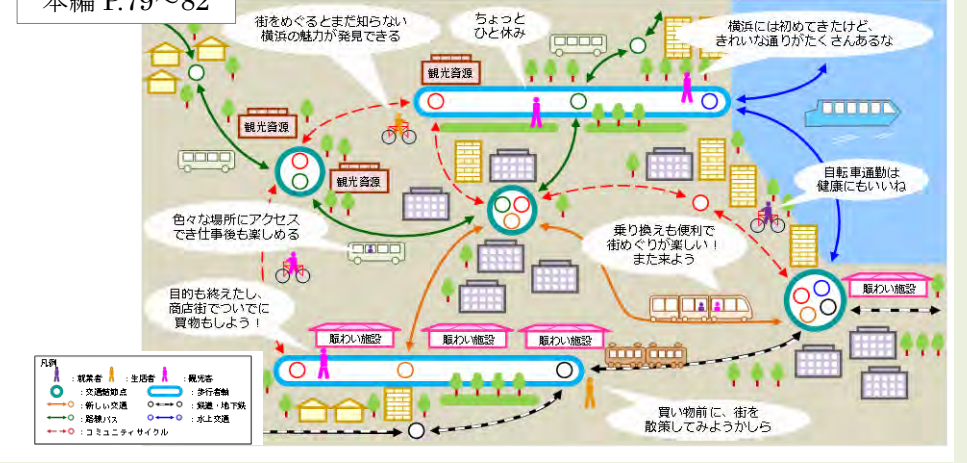 本編 P.79～82
街をめぐるとまだ知らない
横浜の魅力が発見できる
ちょっと
ひと休み
横浜には初めてきたけど、
きれいな通りがたくさんあるな
観光資源
観光資源
観光資源
自転車通勤は
健康にもいいね
色々な場所にアクセス
でき仕事後も楽しめる
乗り換えも便利で
街めぐりが楽しい！
また来よう
目的も終えたし、
商店街でついでに
買物もしよう！
賑わい施設
賑わい施設
賑わい施設
賑わい施設
買い物前に、街を
散策してみようかしら
凡例
：就業者 ：生活者 ：観光客
：交通結節点 ：歩行者軸
：新しい交通 ：鉄道・地下鉄
：路線バス ：水上交通
：コミュニティサイクル